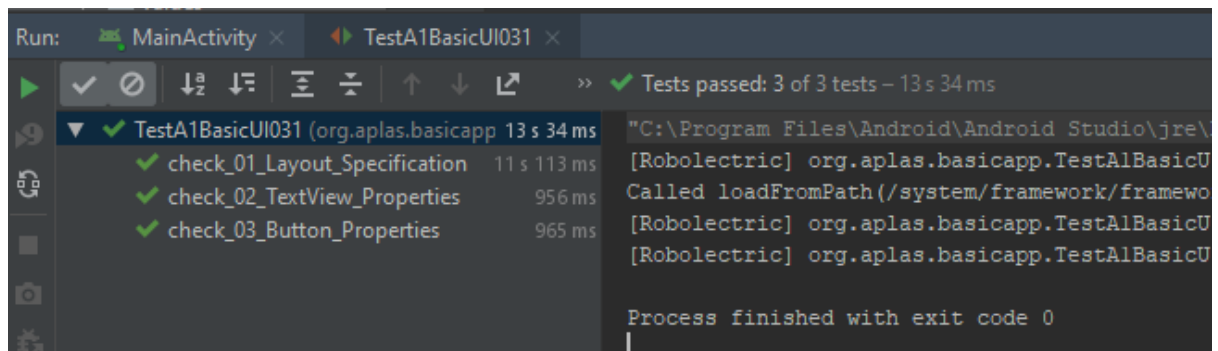 Run: MainActivity TestA1BasicUI031
Tests passed: 3 of 3 tests – 13 s 34 ms
TestA1BasicUI031 (org.aplas.basicapp 13 s 34 ms
check_01_Layout_Specification 11 s 113 ms
check_02_TextView_Properties 956 ms
check_03_Button_Properties 965 ms
"C:\Program Files\Android\Android Studio\jre\
[Robolectric] org.aplas.basicapp.TestA1BasicU
Called loadFromPath(/system/framework/framewo
[Robolectric] org.aplas.basicapp.TestA1BasicU
[Robolectric] org.aplas.basicapp.TestA1BasicU
Process finished with exit code 0